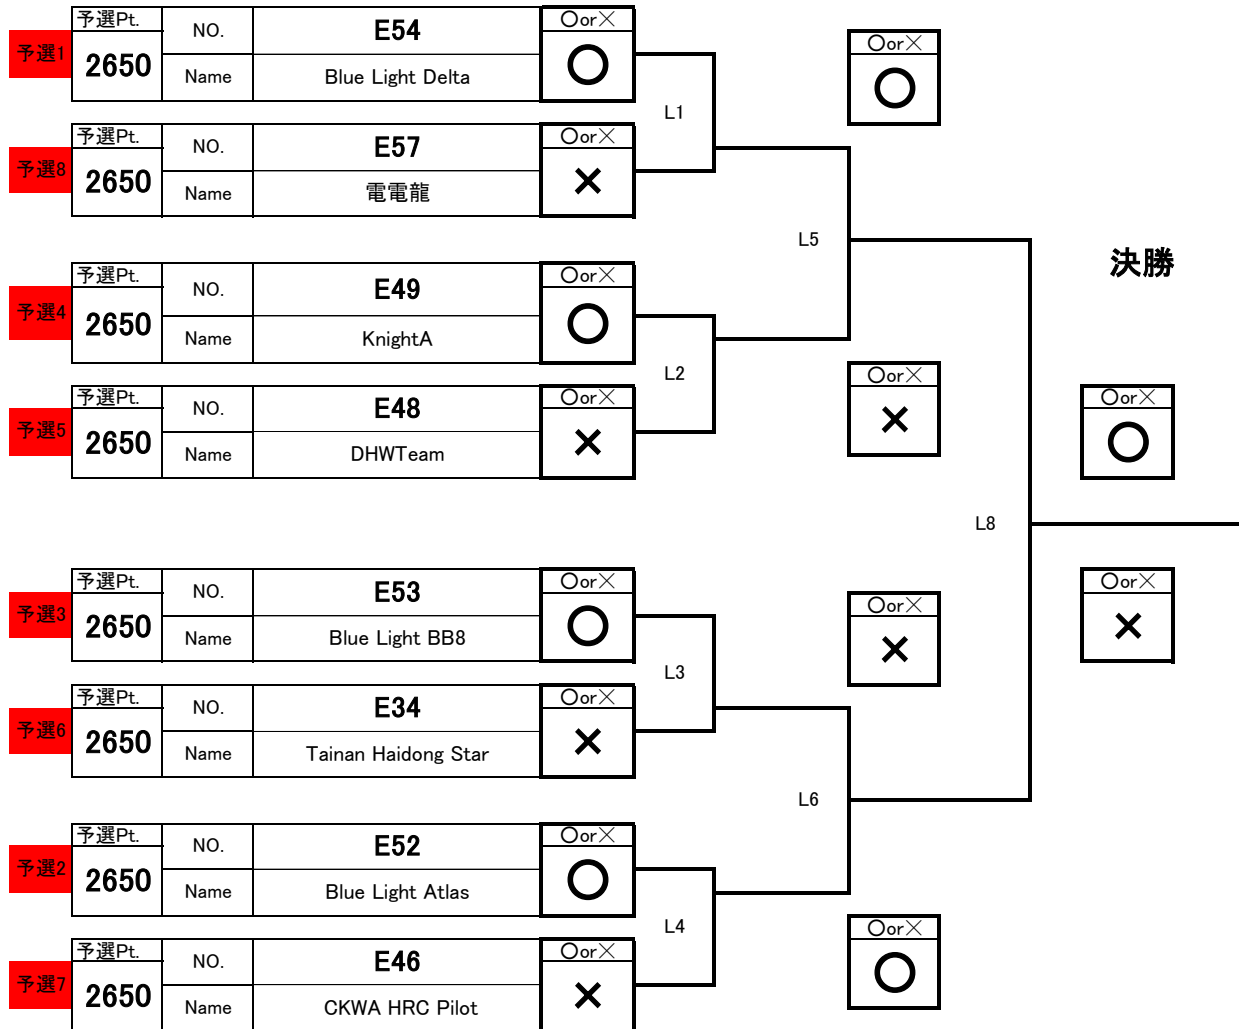 予選1 予選Pt. NO. E54 〇or×
2650 Name Blue Light Delta 〇
L1
〇or×
〇
予選8 予選Pt. NO. E57 〇or×
2650 Name 電電龍 ×
L5
決勝
予選4 予選Pt. NO. E49 〇or×
2650 Name KnightA 〇
L2
〇or×
×
予選5 予選Pt. NO. E48 〇or×
2650 Name DHWTeam ×
〇or×
〇
L8
予選3 予選Pt. NO. E53 〇or×
2650 Name Blue Light BB8 〇
L3
〇or×
×
〇or×
×
予選6 予選Pt. NO. E34 〇or×
2650 Name Tainan Haidong Star ×
L6
予選2 予選Pt. NO. E52 〇or×
2650 Name Blue Light Atlas 〇
L4
〇or×
〇
予選7 予選Pt. NO. E46 〇or×
2650 Name CKWA HRC Pilot ×